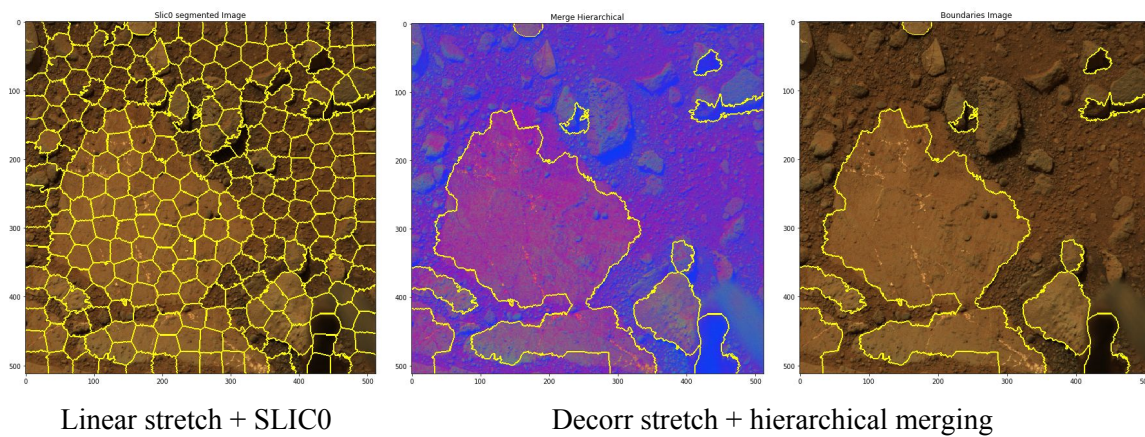 Slic0 segmented Image
Merge Hierarchical
Boundaries Image
0
100
200
300
400
500
0 100 200 300 400 500
0
100
200
300
400
500
0 100 200 300 400 500
0
100
200
300
400
500
0 100 200 300 400
Linear stretch + SLIC0
Decorr stretch + hierarchical merging